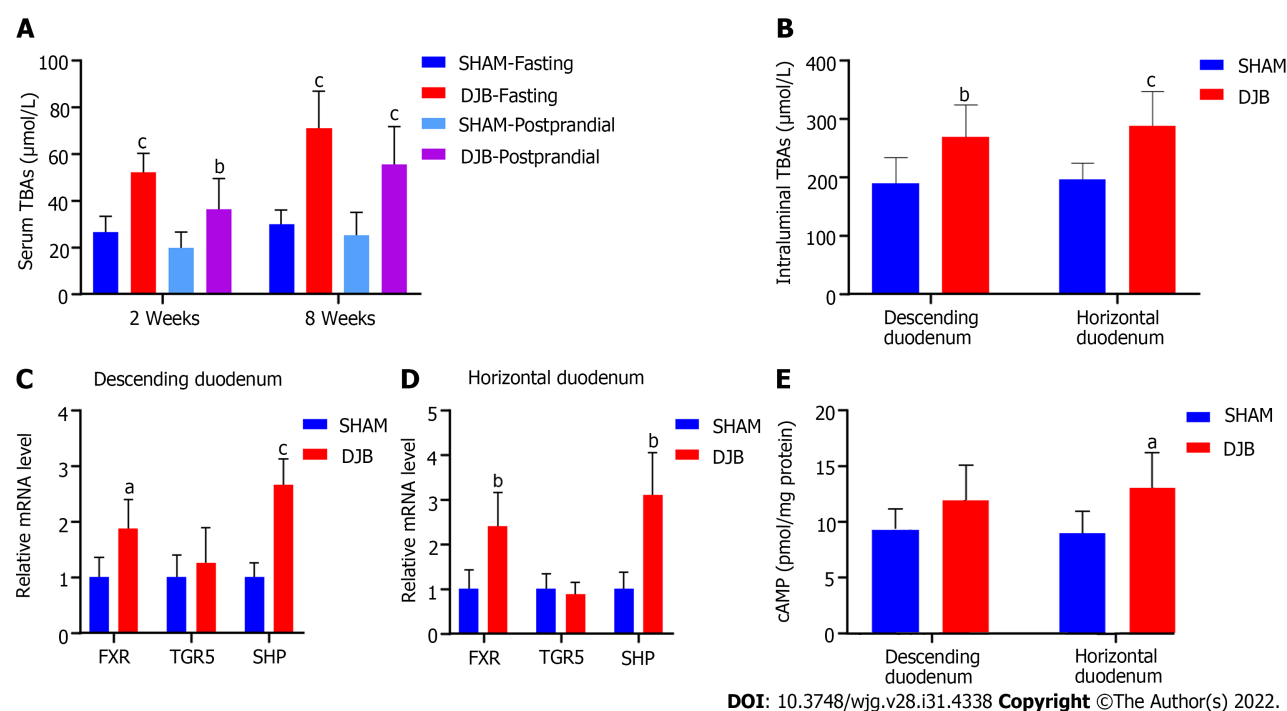 A
Serum TBAs (μmol/L)
100
80
60
40
20
0
c
b
c
c
2 Weeks
8 Weeks
SHAM-Fasting
DJB-Fasting
SHAM-Postprandial
DJB-Postprandial
B
Intraluminal TBAs (μmol/L)
400
300
200
100
0
b
c
Descending
duodenum
Horizontal
duodenum
SHAM
DJB
C
Descending duodenum
Relative mRNA level
4
3
2
1
0
a
c
FXR
TGR5
SHP
SHAM
DJB
D
Horizontal duodenum
Relative mRNA level
5
4
3
2
1
0
b
b
FXR
TGR5
SHP
SHAM
DJB
E
cAMP (pmol/mg protein)
20
15
10
5
0
a
Descending
duodenum
Horizontal
duodenum
SHAM
DJB
DOI: 10.3748/wjg.v28.i31.4338 Copyright ©The Author(s) 2022.